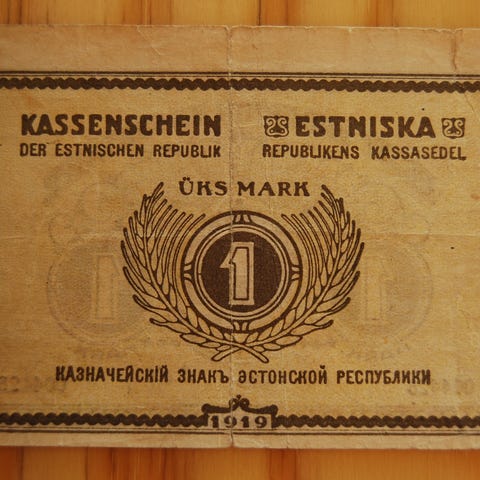 KASSENSCHEIN
DER ESTNISCHEN REPUBLIK
ESTNISKA
REPUBLIKENS KASSASEDEL
ÜKS MARK
1
КАЗНАЧЕЙСКІЙ ЗНАКЪ ЭСТОНСКОЙ РЕСПУБЛИКИ
1919